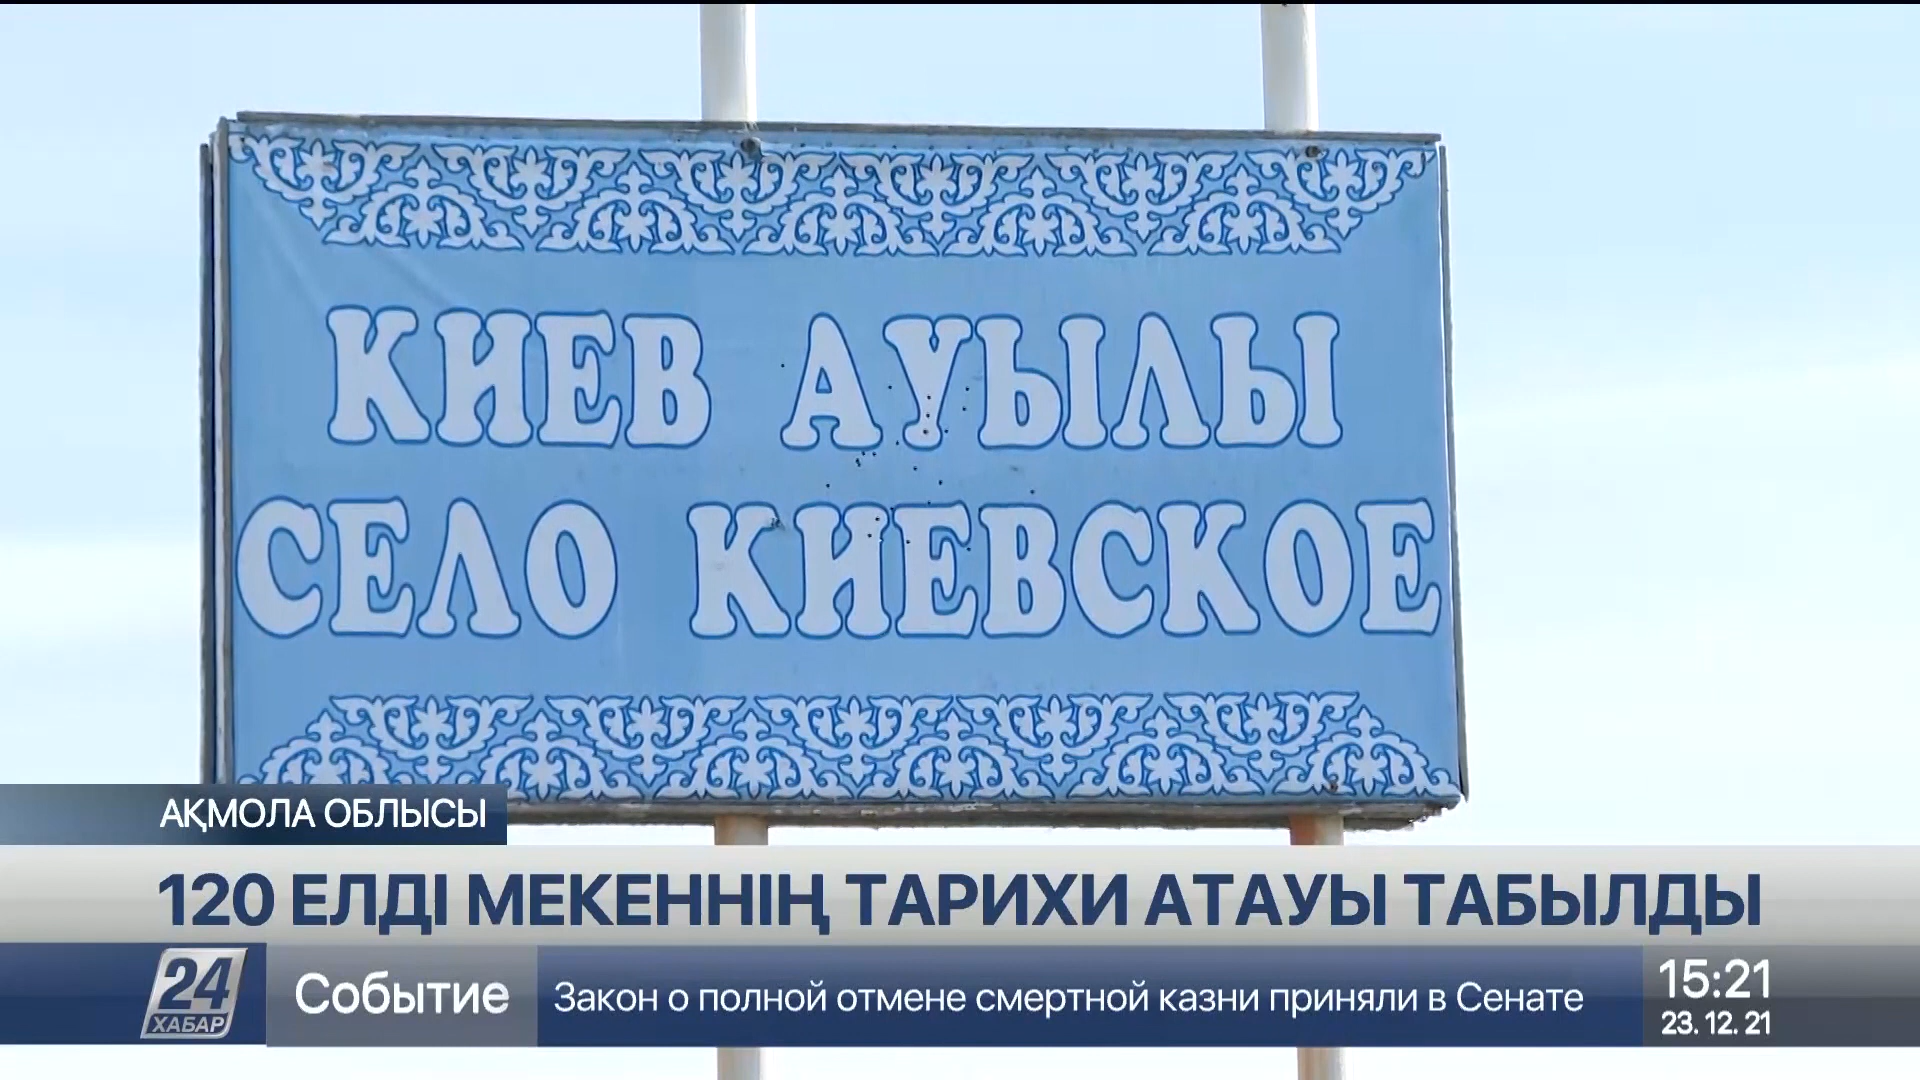 КИЕВ АУЫЛЫ
СЕЛО КИЕВСКОЕ
АҚМОЛА ОБЛЫСЫ
120 ЕЛДІ МЕКЕННІҢ ТАРИХИ АТАУЫ ТАБЫЛДЫ
24 ХАБАР
Событие
Закон о полной отмене смертной казни приняли в Сенате
15:21
23. 12. 21